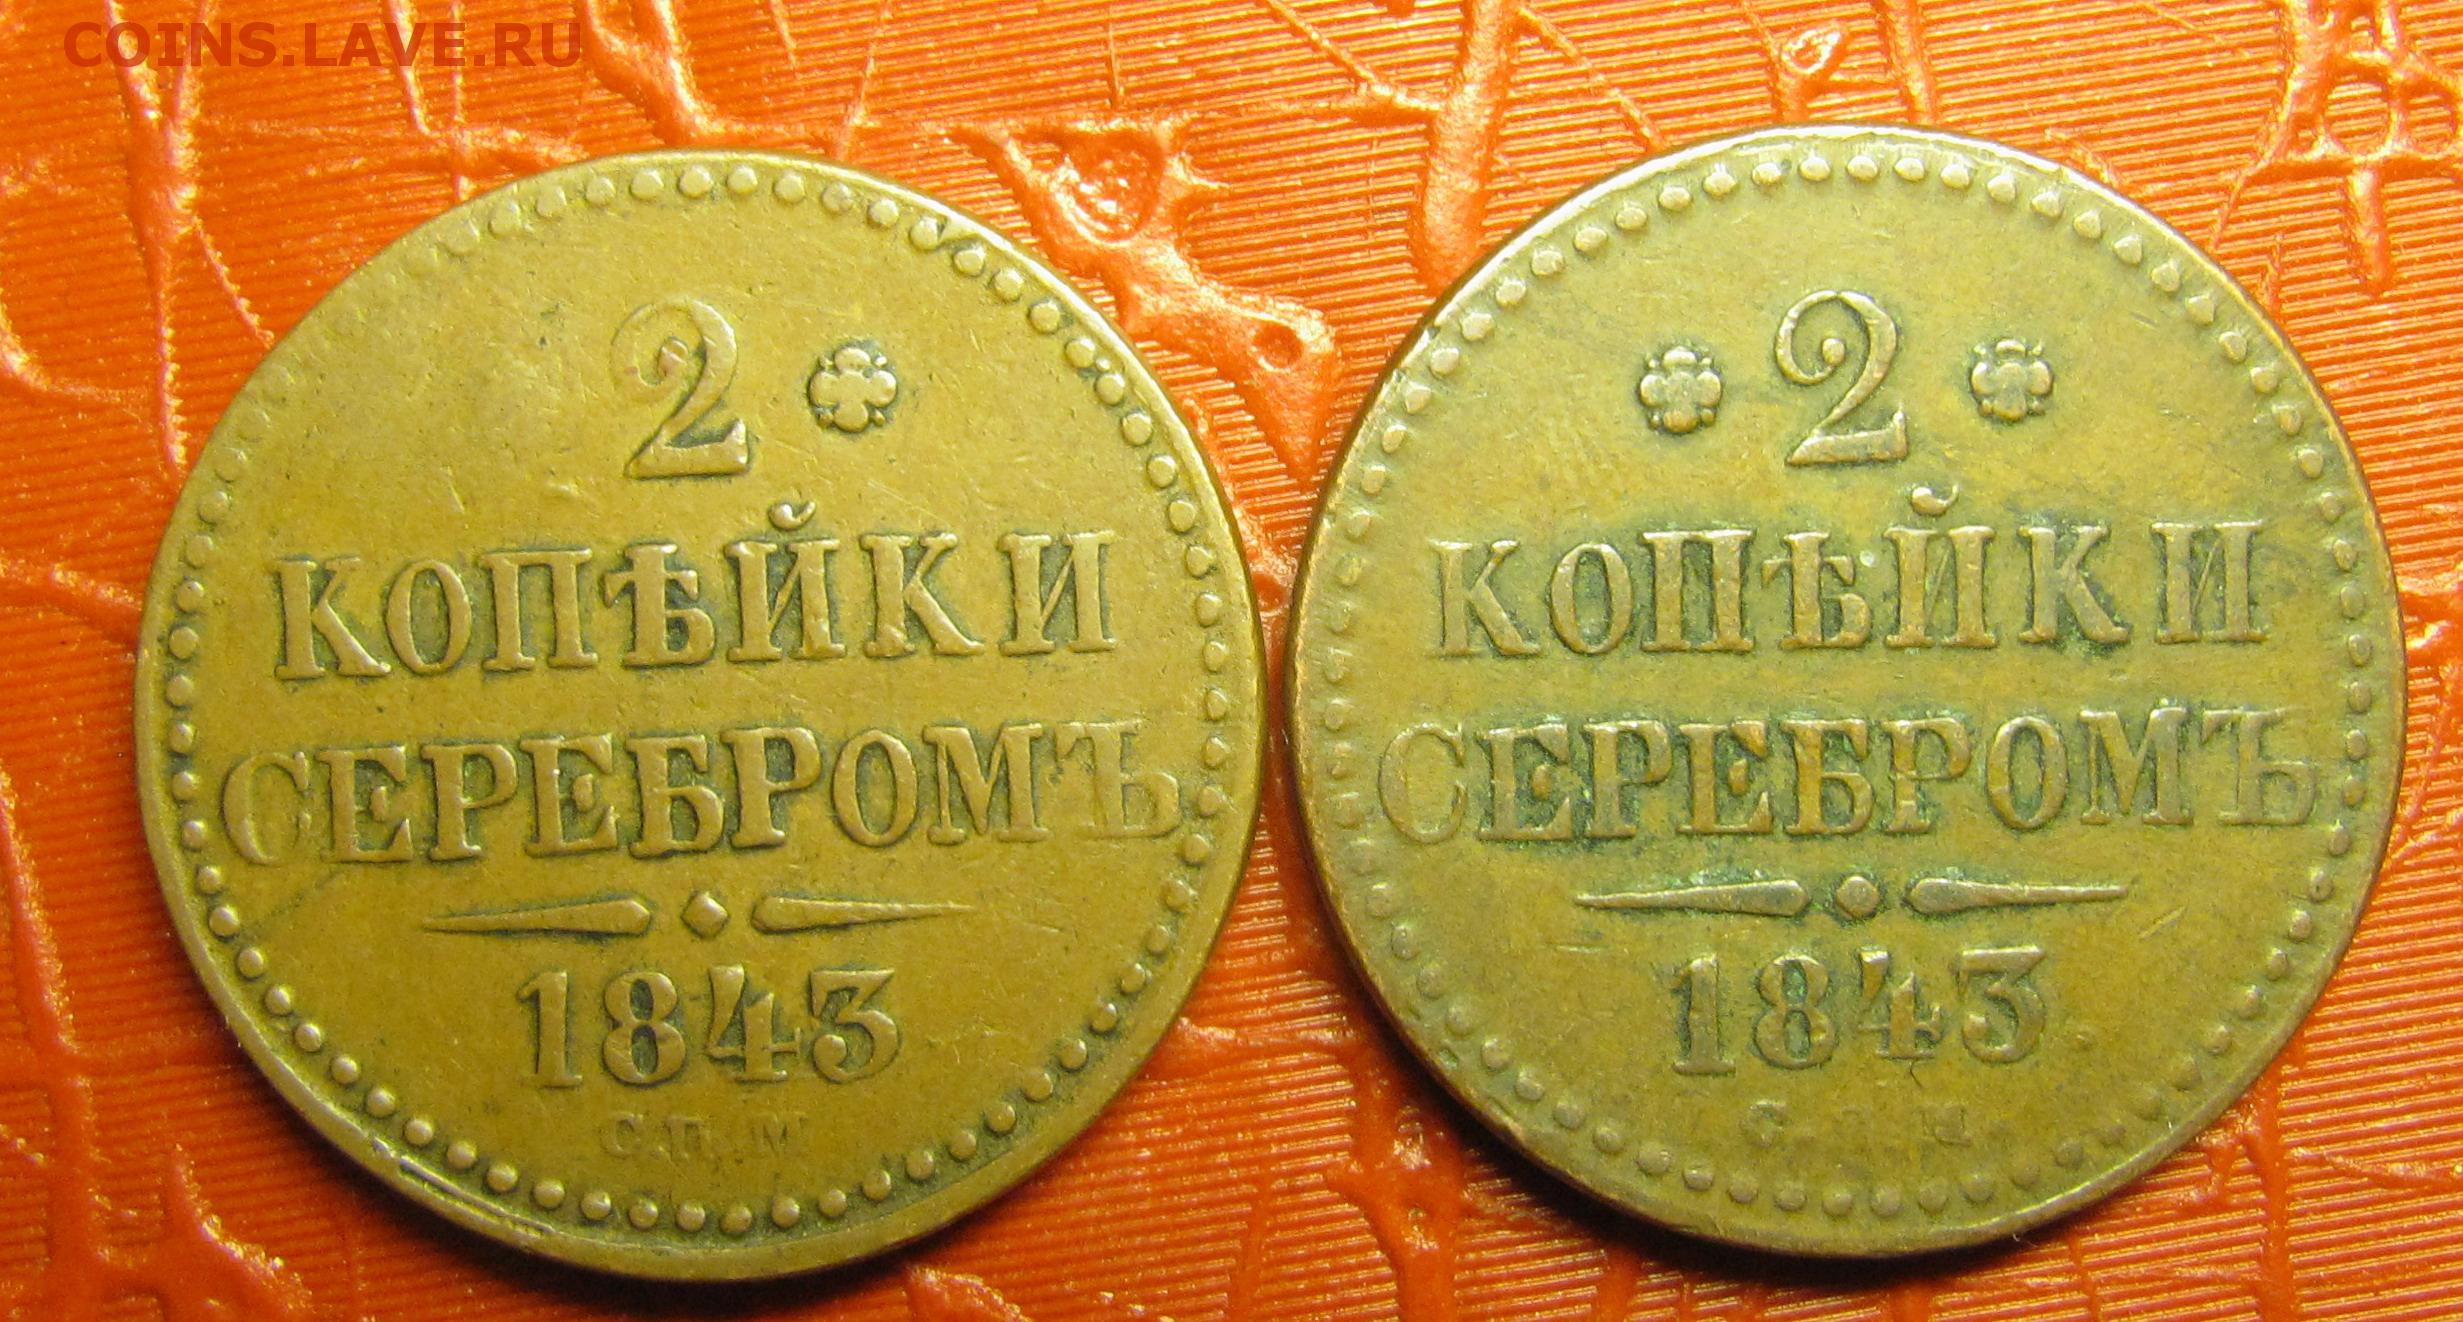 COINS.LAVE.RU
2
КОПѢЙКИ
СЕРЕБРОМЪ
1843
С.П.М
2
КОПѢЙКИ
СЕРЕБРОМЪ
1843